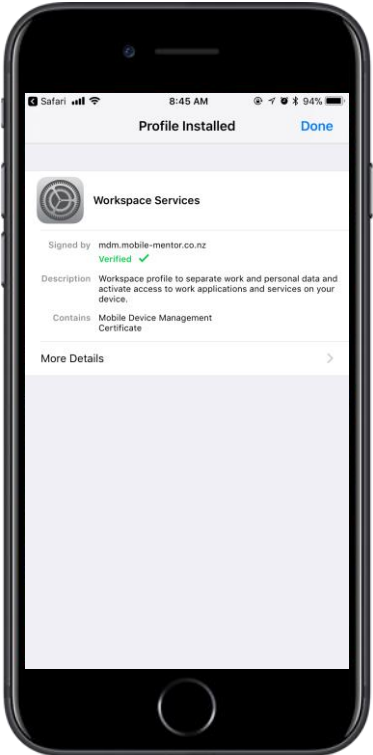 Safari 8:45 AM 94%
Profile Installed Done
Workspace Services
Signed by mdm.mobile-mentor.co.nz
Verified
Description Workspace profile to separate work and personal data and
activate access to work applications and services on your
device.
Contains Mobile Device Management
Certificate
More Details